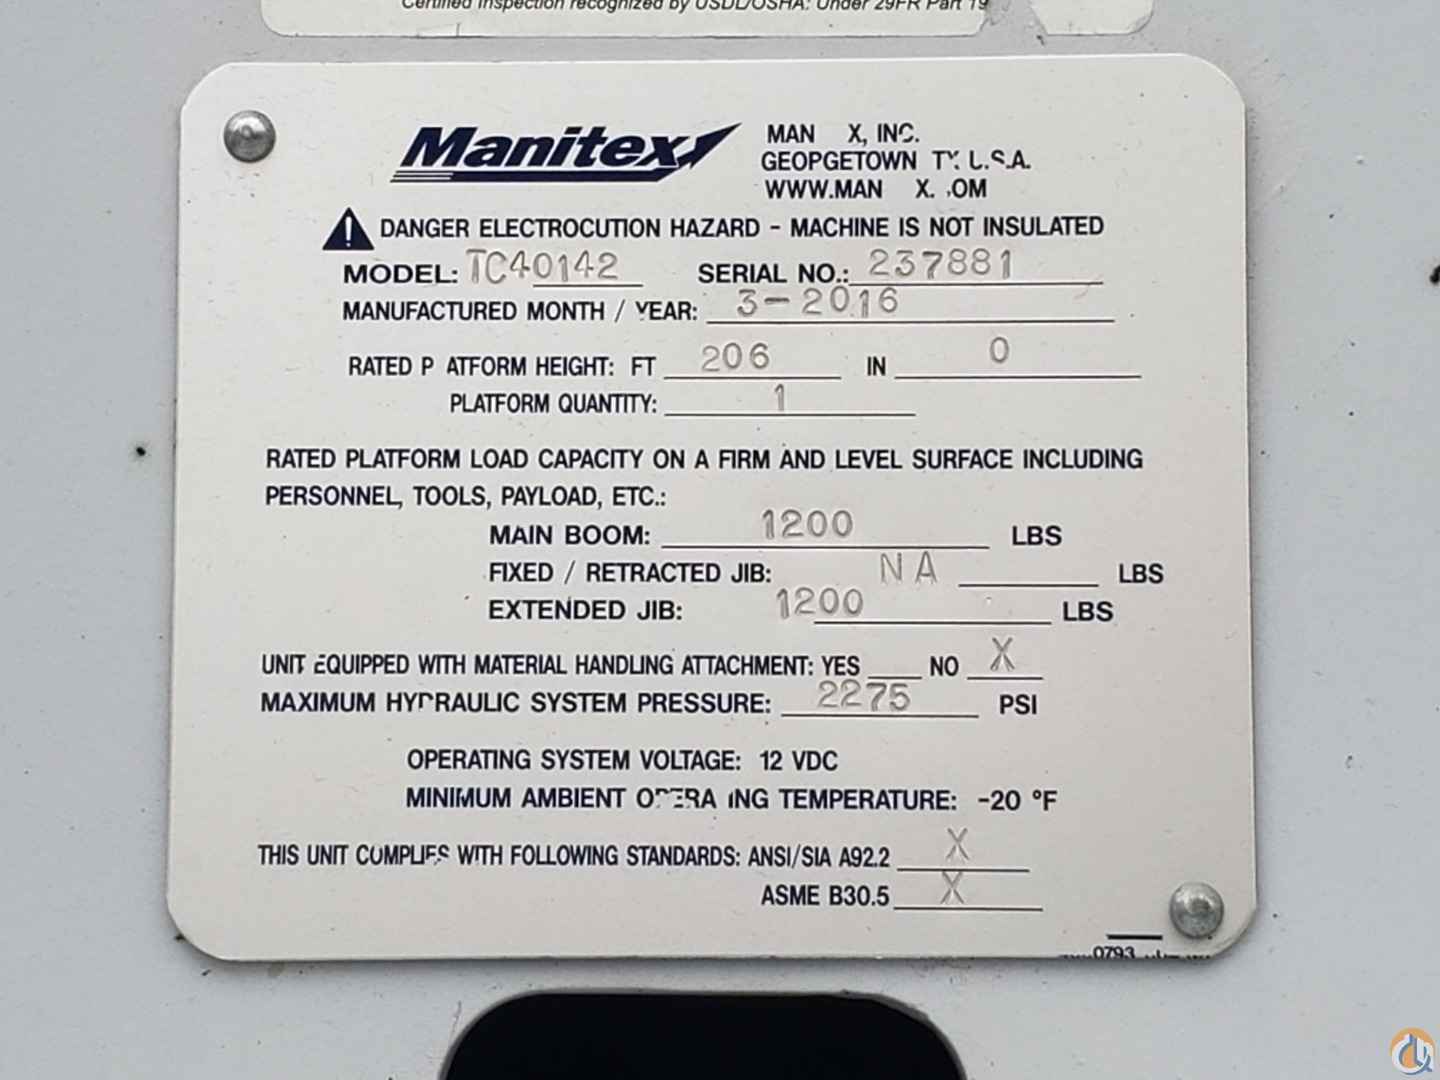 Certified Inspection recognized by USDL/OSHA: Under 29FR Part 19
Manitex
MAN X, INC.
GEOPGETOWN TX U.S.A.
WWW.MAN X. .OM
DANGER ELECTROCUTION HAZARD - MACHINE IS NOT INSULATED
MODEL: TC40142 SERIAL NO.: 237881
MANUFACTURED MONTH / YEAR: 3-2016
RATED P ATFORM HEIGHT: FT 206 IN 0
PLATFORM QUANTITY: 1
RATED PLATFORM LOAD CAPACITY ON A FIRM AND LEVEL SURFACE INCLUDING
PERSONNEL, TOOLS, PAYLOAD, ETC.:
MAIN BOOM: 1200 LBS
FIXED / RETRACTED JIB: NA LBS
EXTENDED JIB: 1200 LBS
UNIT EQUIPPED WITH MATERIAL HANDLING ATTACHMENT: YES ___ NO X
MAXIMUM HYDRAULIC SYSTEM PRESSURE: 2275 PSI
OPERATING SYSTEM VOLTAGE: 12 VDC
MINIMUM AMBIENT OPERA ING TEMPERATURE: -20 °F
THIS UNIT COMPLIES WITH FOLLOWING STANDARDS: ANSI/SIA A92.2 X
ASME B30.5 X
0793